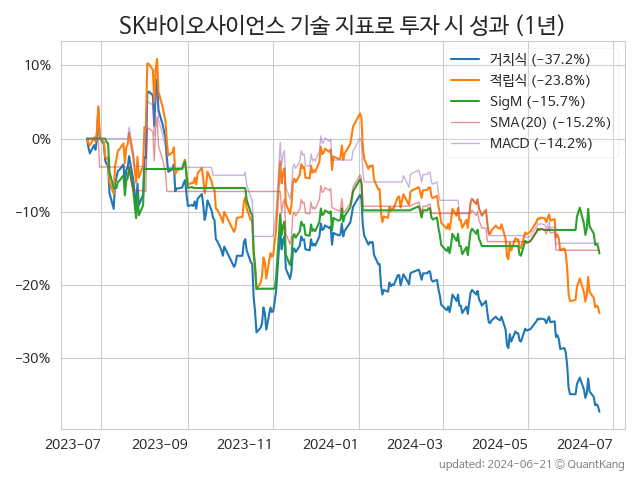 SK바이오사이언스 기술 지표로 투자 시 성과 (1년)
거치식 (−37.2%)
적립식 (−23.8%)
SigM (−15.7%)
SMA(20) (−15.2%)
MACD (−14.2%)
10%
0%
−10%
−20%
−30%
2023-07 2023-09 2023-11 2024-01 2024-03 2024-05 2024-07
updated: 2024-06-21 © QuantKang